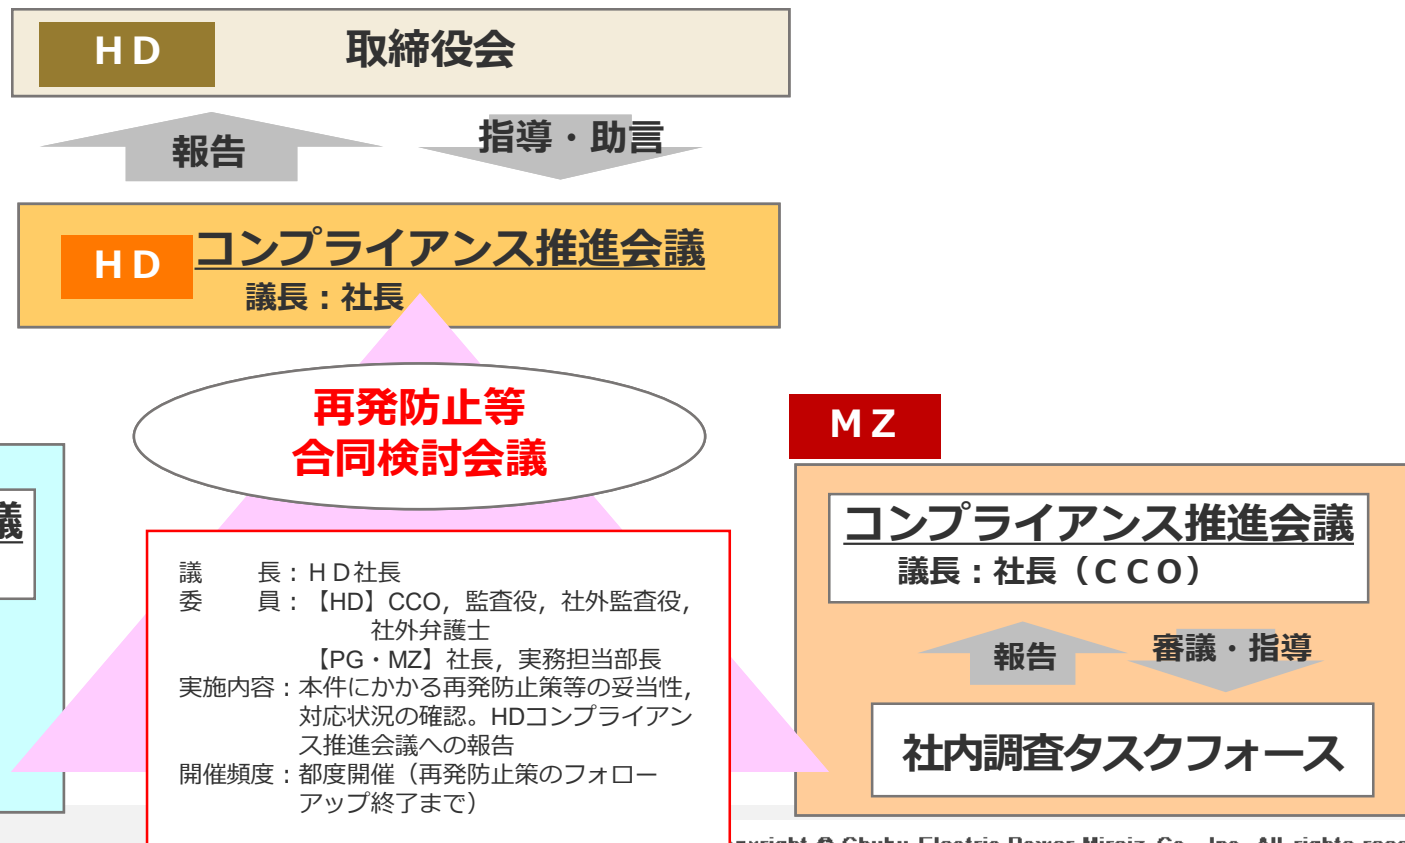 HD 取締役会
報告
指導・助言
HD コンプライアンス推進会議
議長：社長
再発防止等
合同検討会議
議
議　　長：ＨＤ社長
委　　員：【HD】CCO，監査役，社外監査役，
社外弁護士
【PG・MZ】社長，実務担当部長
実施内容：本件にかかる再発防止策等の妥当性，
対応状況の確認。HDコンプライアン
ス推進会議への報告
開催頻度：都度開催（再発防止策のフォロー
アップ終了まで）
MZ
コンプライアンス推進会議
議長：社長（ＣＣＯ）
報告
審議・指導
社内調査タスクフォース